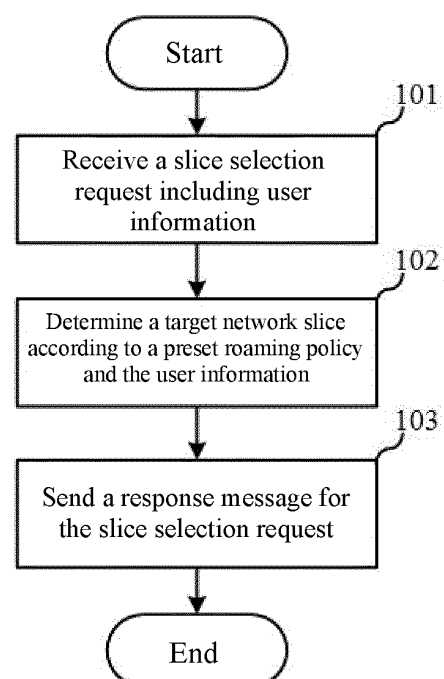 Start
101
Receive a slice selection
request including user
information
102
Determine a target network slice
according to a preset roaming policy
and the user information
103
Send a response message for
the slice selection request
End